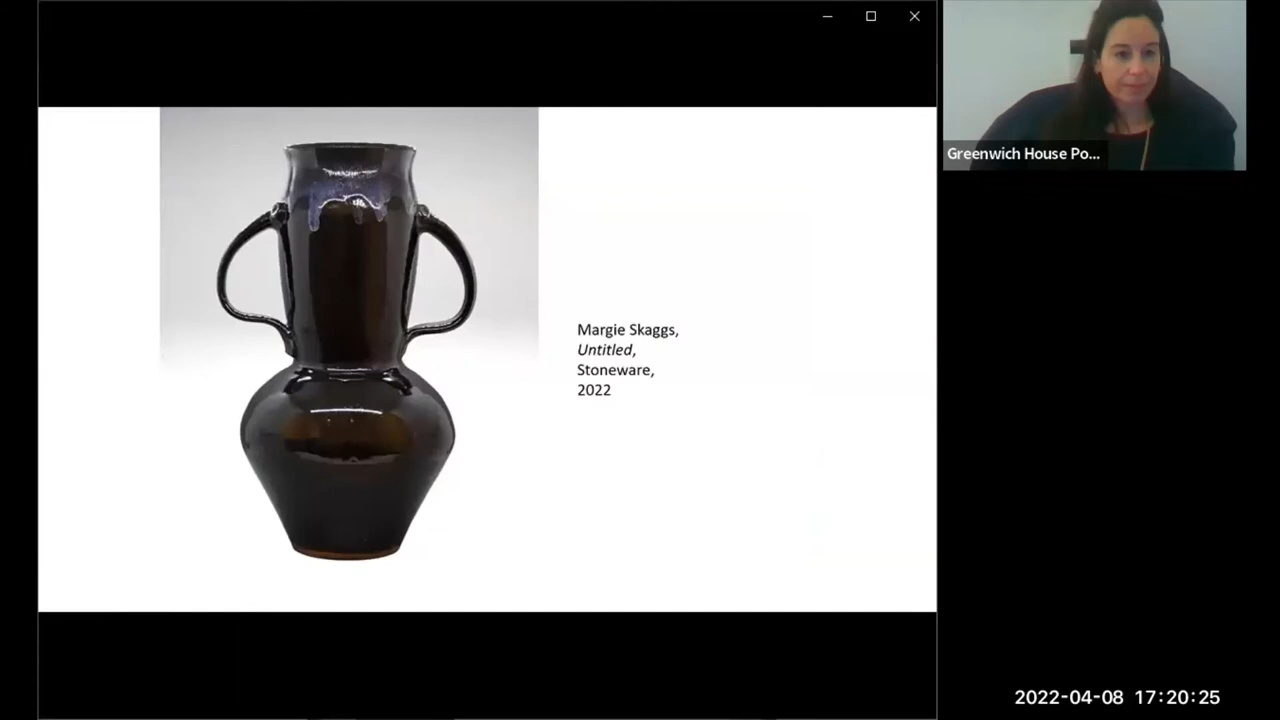 Margie Skaggs,
Untitled,
Stoneware,
2022
Greenwich House Po...
2022-04-08 17:20:25